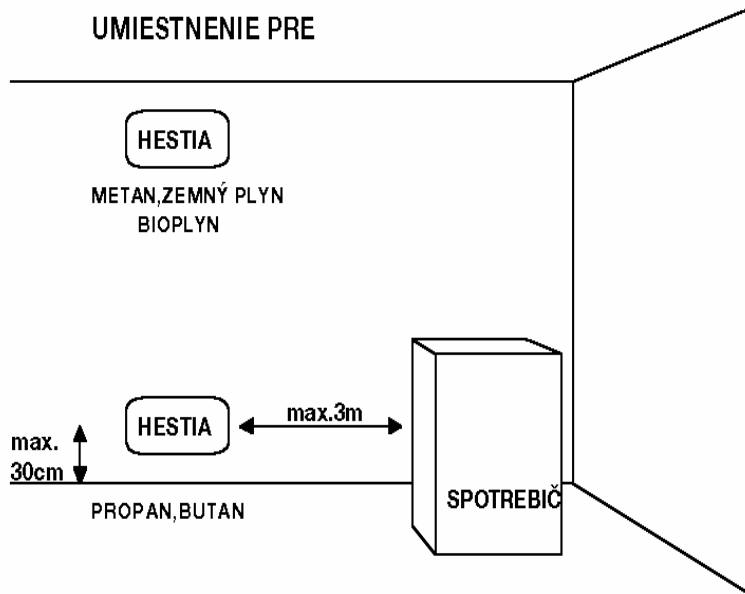 UMIESTNENIE PRE
HESTIA
METAN,ZEMNÝ PLYN
BIOPLYN
HESTIA
max.3m
max.
30cm
SPOTREBIČ
PROPAN,BUTAN